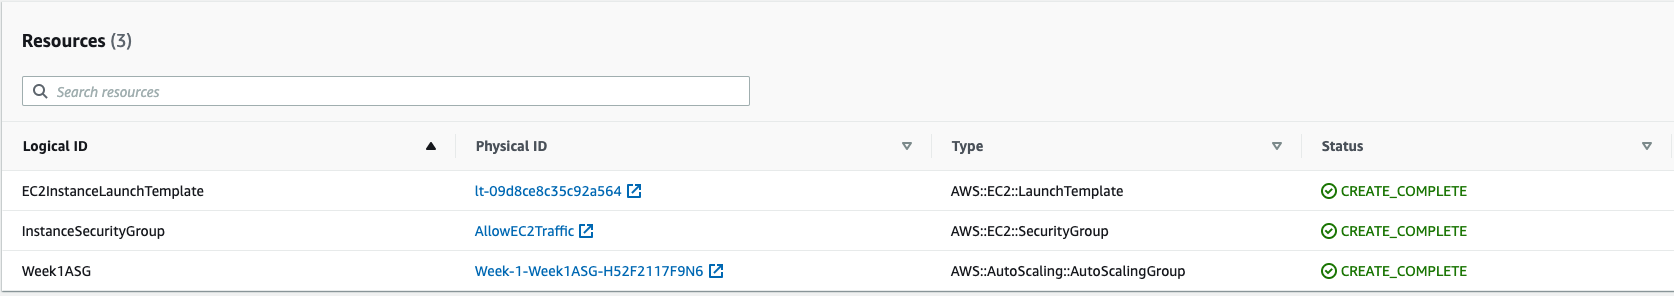 Resources (3)
Search resources
Logical ID Physical ID Type Status
EC2InstanceLaunchTemplate lt-09d8ce8c35c92a564 AWS::EC2::LaunchTemplate CREATE_COMPLETE
InstanceSecurityGroup AllowEC2Traffic AWS::EC2::SecurityGroup CREATE_COMPLETE
Week1ASG Week-1-Week1ASG-H52F2117F9N6 AWS::AutoScaling::AutoScalingGroup CREATE_COMPLETE